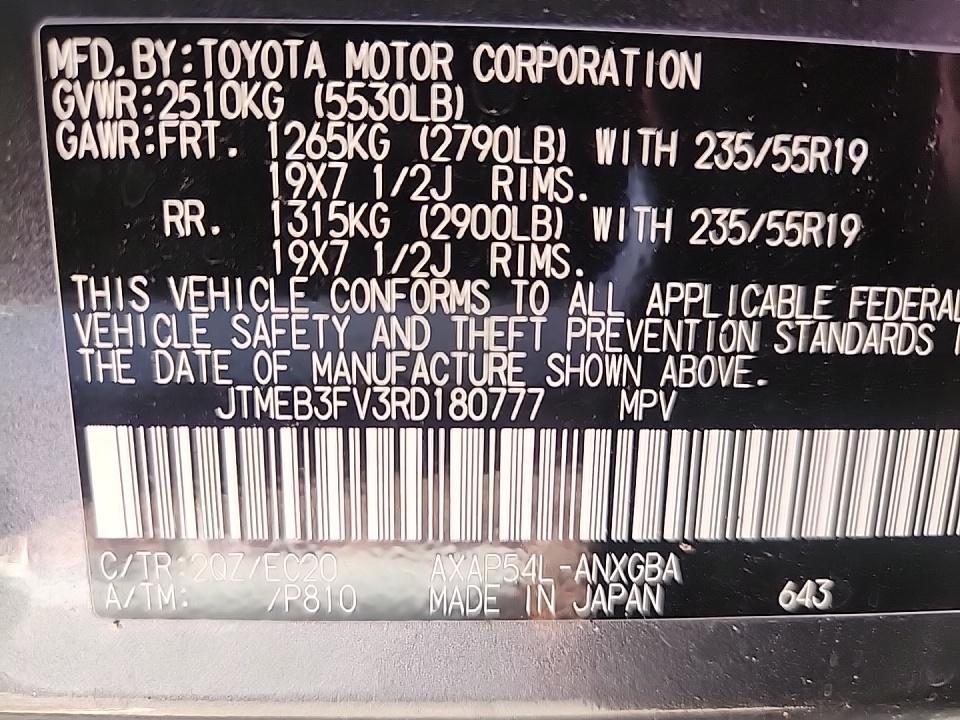 MFD.BY:TOYOTA MOTOR CORPORATION
GVWR:2510KG (5530LB)
GAWR:FRT. 1265KG (2790LB) WITH 235/55R19
19X7 1/2J RIMS.
RR. 1315KG (2900LB) WITH 235/55R19
19X7 1/2J RIMS.
THIS VEHICLE CONFORMS TO ALL APPLICABLE FEDERAL
VEHICLE SAFETY AND THEFT PREVENTION STANDARDS
THE DATE OF MANUFACTURE SHOWN ABOVE.
JTMEB3FV3RD180777 MPV
C/TR:2QZ/EC20 AXAP54L-ANXGBA
A/TM: /P810 MADE IN JAPAN 643